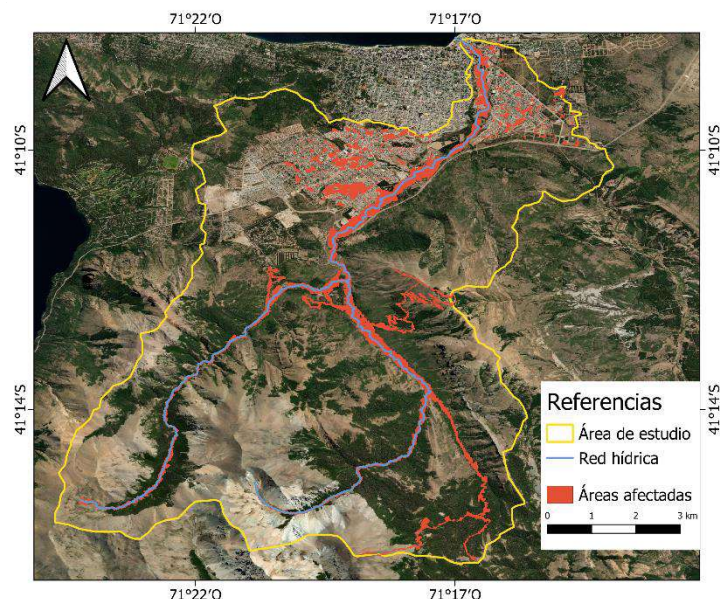 71°22’O 71°17’O
41°10’S 41°10’S
Referencias
Área de estudio
Red hídrica
Áreas afectadas
0 1 2 3 km
41°14’S 41°14’S
71°22’O 71°17’O